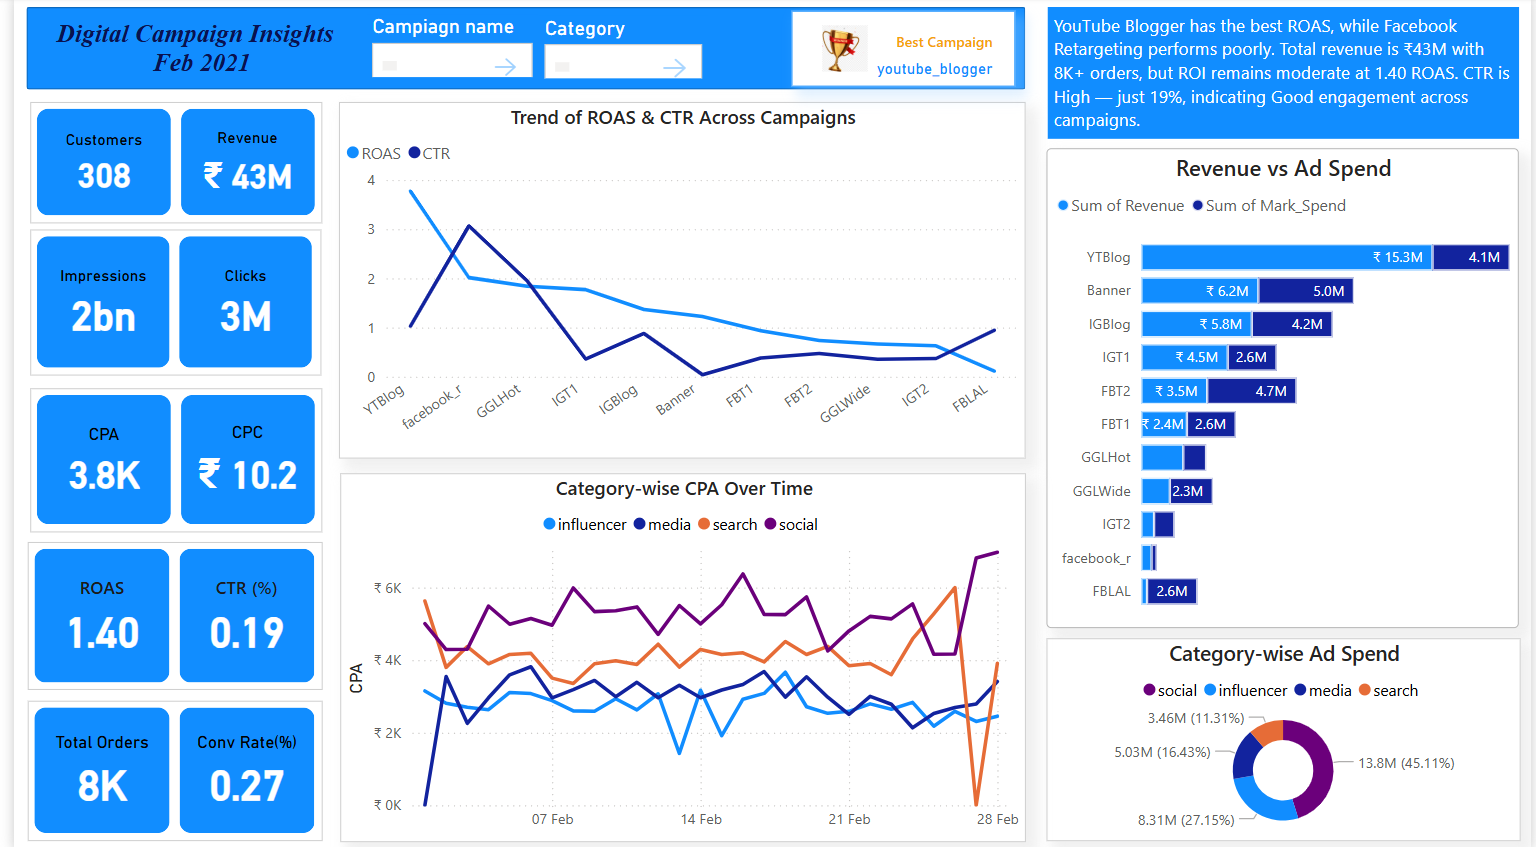 Digital Campaign Insights
Feb 2021
Campiagn name
Category
Best Campaign
youtube_blogger
YouTube Blogger has the best ROAS, while Facebook
Retargeting performs poorly. Total revenue is ₹43M with
8K+ orders, but ROI remains moderate at 1.40 ROAS. CTR is
High — just 19%, indicating Good engagement across
campaigns.
Customers
308
Revenue
₹ 43M
Impressions
2bn
Clicks
3M
CPA
3.8K
CPC
₹ 10.2
ROAS
1.40
CTR (%)
0.19
Total Orders
8K
Conv Rate(%)
0.27
Trend of ROAS & CTR Across Campaigns
ROAS CTR
4
3
2
1
0
YTBlog
facebook_r
GGLHot
IGT1
IGBlog
Banner
FBT1
FBT2
GGLWide
IGT2
FBLAL
Category-wise CPA Over Time
influencer media search social
CPA
₹ 6K
₹ 4K
₹ 2K
₹ 0K
07 Feb
14 Feb
21 Feb
28 Feb
Revenue vs Ad Spend
Sum of Revenue Sum of Mark_Spend
YTBlog ₹ 15.3M 4.1M
Banner ₹ 6.2M 5.0M
IGBlog ₹ 5.8M 4.2M
IGT1 ₹ 4.5M 2.6M
FBT2 ₹ 3.5M 4.7M
FBT1 ₹ 2.4M 2.6M
GGLHot
GGLWide 2.3M
IGT2
facebook_r
FBLAL 2.6M
Category-wise Ad Spend
social influencer media search
3.46M (11.31%)
5.03M (16.43%)
13.8M (45.11%)
8.31M (27.15%)